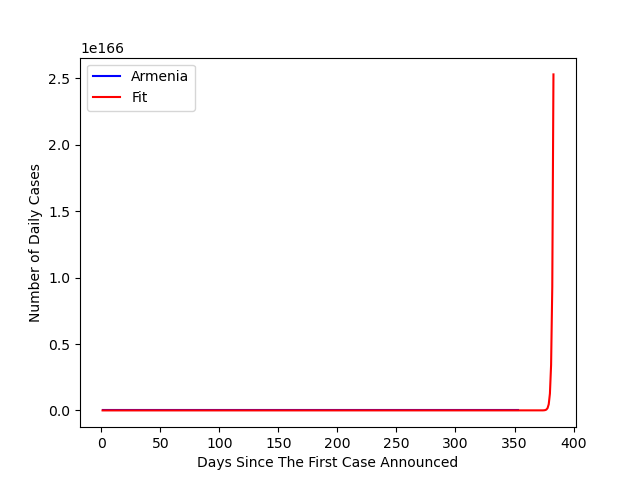 1e166
Armenia
Fit
2.5
2.0
1.5
1.0
0.5
0.0
Number of Daily Cases
0 50 100 150 200 250 300 350 400
Days Since The First Case Announced